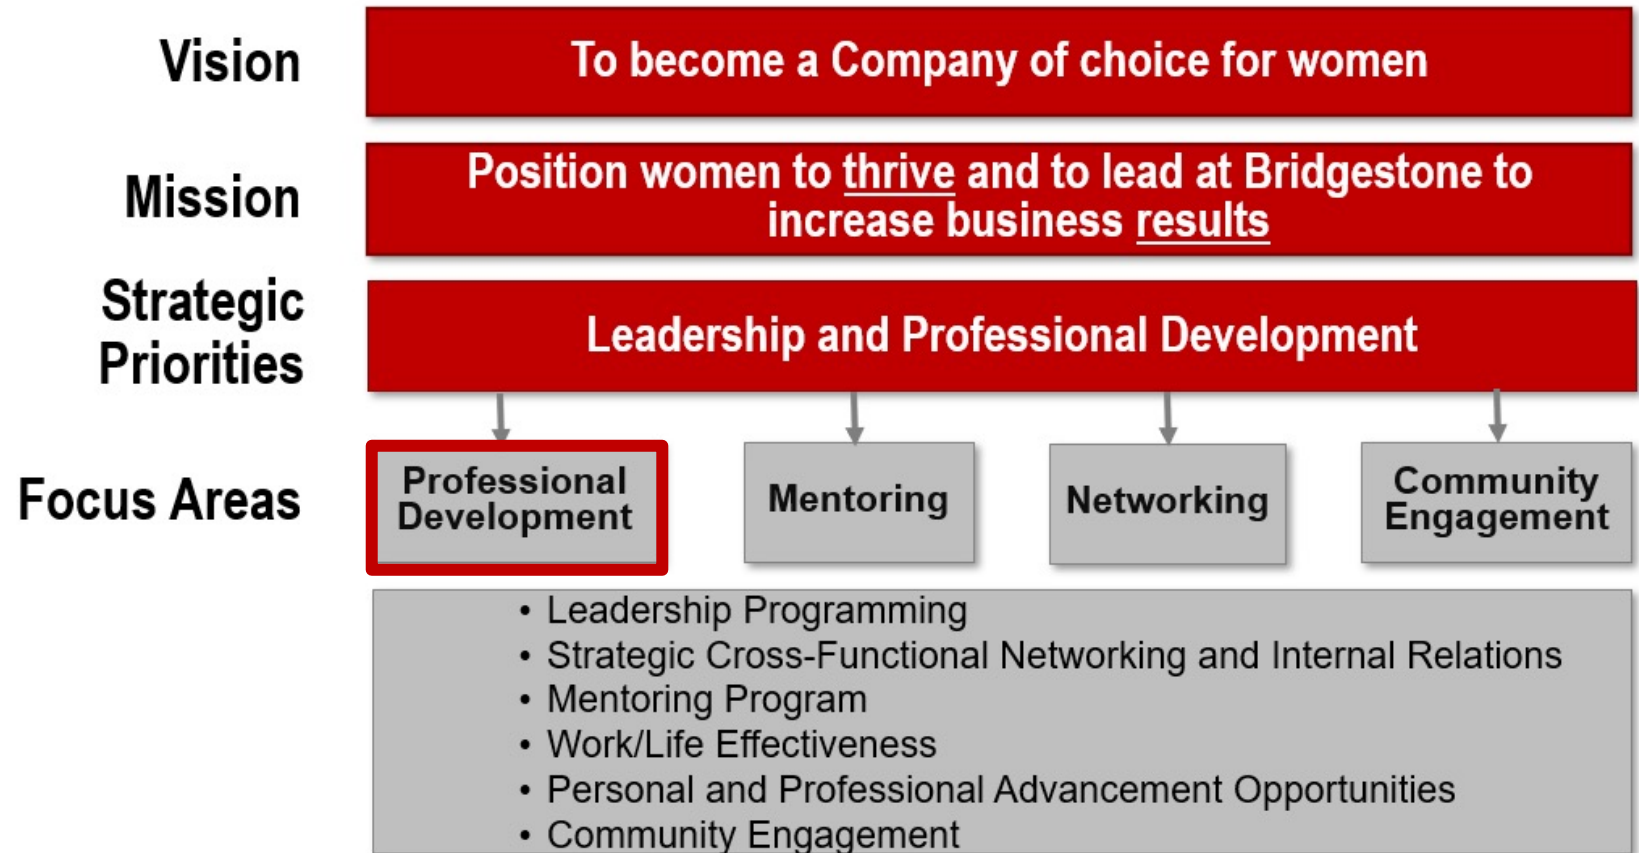 Vision
To become a Company of choice for women
Mission
Position women to thrive and to lead at Bridgestone to
increase business results
Strategic
Priorities
Leadership and Professional Development
Focus Areas
Professional
Development
Mentoring
Networking
Community
Engagement
• Leadership Programming
• Strategic Cross-Functional Networking and Internal Relations
• Mentoring Program
• Work/Life Effectiveness
• Personal and Professional Advancement Opportunities
• Community Engagement